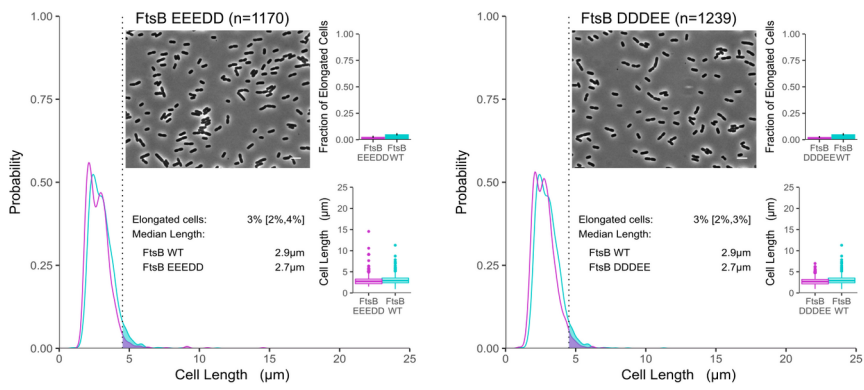 FtsB EEEDD (n=1170)
1.00
0.75
0.50
0.25
0.00
Probability
0
5
10
15
20
25
Cell Length (µm)
Fraction of Elongated Cells
1.00
0.75
0.50
0.25
0.00
FtsB FtsB
EEEDD WT
Elongated cells: 3% [2%,4%]
Median Length:
FtsB WT 2.9µm
FtsB EEEDD 2.7µm
Cell Length (µm)
25
20
15
10
5
0
FtsB FtsB
EEEDD WT
FtsB DDDEE (n=1239)
1.00
0.75
0.50
0.25
0.00
Probability
0
5
10
15
20
25
Cell Length (µm)
Fraction of Elongated Cells
1.00
0.75
0.50
0.25
0.00
FtsB FtsB
DDDEE WT
Elongated cells: 3% [2%,3%]
Median Length:
FtsB WT 2.9µm
FtsB DDDEE 2.7µm
Cell Length (µm)
25
20
15
10
5
0
FtsB FtsB
DDDEE WT